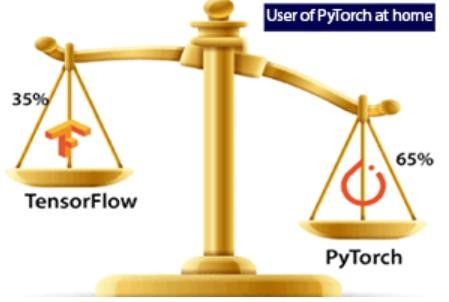 User of PyTorch at home
35%
65%
TensorFlow
PyTorch